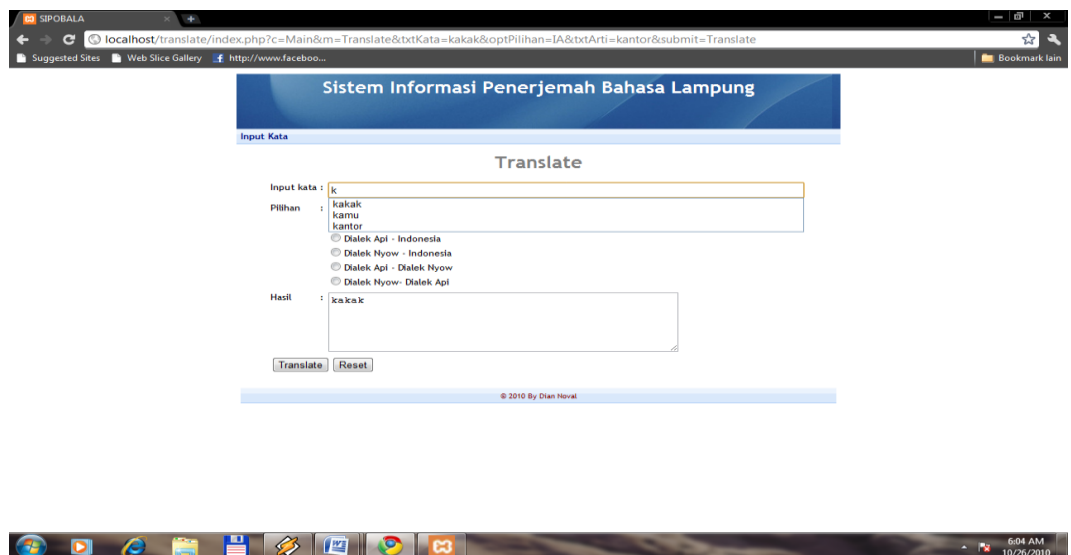 SIPOBALA
localhost/translate/index.php?c=Main&m=Translate&txtKata=kakak&optPilihan=IA&txtArti=kantor&submit=Translate
Suggested Sites Web Slice Gallery http://www.faceboo... Bookmark lain
Sistem Informasi Penerjemah Bahasa Lampung
Input Kata
Translate
Input kata : k
kakak
Pilihan :
kamu
kantor
Dialek Api - Indonesia
Dialek Nyow - Indonesia
Dialek Api - Dialek Nyow
Dialek Nyow- Dialek Api
Hasil : kakak
Translate Reset
© 2010 By Dian Noval
6:04 AM
10/26/2010